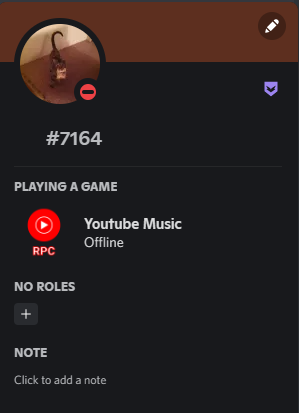 #7164
PLAYING A GAME
Youtube Music
Offline
RPC
NO ROLES
+
NOTE
Click to add a note